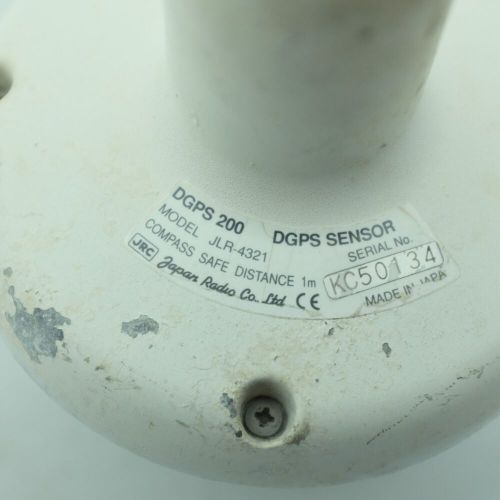 DGPS 200 DGPS SENSOR
MODEL JLR-4321 SERIAL No.
COMPASS SAFE DISTANCE 1m KC50134
JRC Japan Radio Co., Ltd. CE MADE IN JAPA